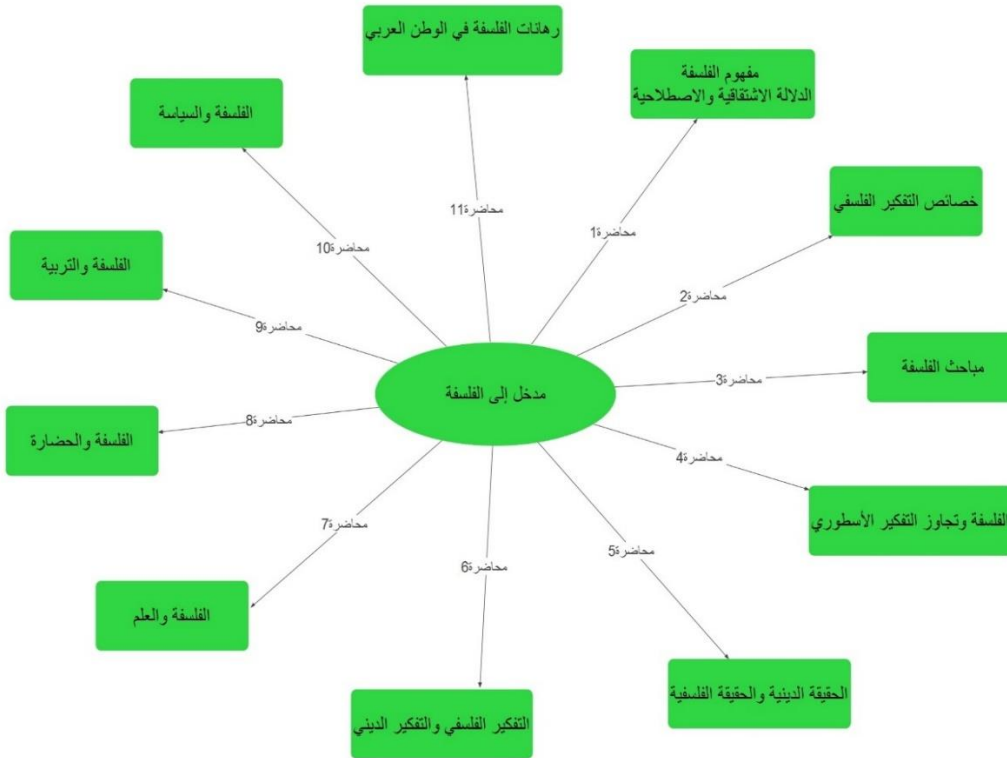 مدخل إلى الفلسفة
محاضرة1
مفهوم الفلسفة
الدلالة الاشتقاقية والاصطلاحية
محاضرة2
خصائص التفكير الفلسفي
محاضرة3
مباحث الفلسفة
محاضرة4
الفلسفة وتجاوز التفكير الأسطوري
محاضرة5
الحقيقة الدينية والحقيقة الفلسفية
محاضرة6
التفكير الفلسفي والتفكير الديني
محاضرة7
الفلسفة والعلم
محاضرة8
الفلسفة والحضارة
محاضرة9
الفلسفة والتربية
محاضرة10
الفلسفة والسياسة
محاضرة11
رهانات الفلسفة في الوطن العربي